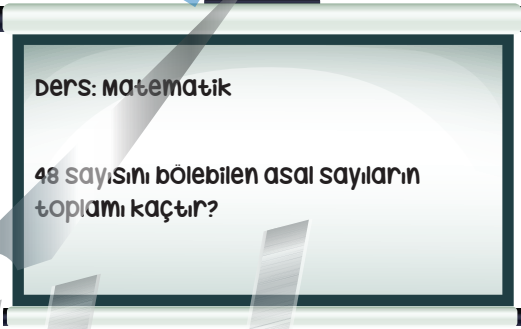 Ders: Matematik
48 sayısını bölebilen asal sayıların
toplamı kaçtır?